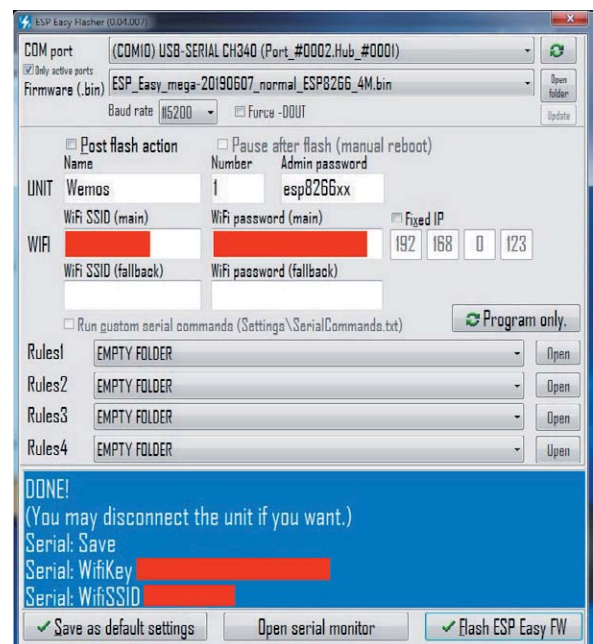 ESP Easy Flasher (0.04.007)
COM port (COM10) USB-SERIAL CH340 (Port_#0002.Hub_#0001)
Only active ports
Firmware (.bin) ESP_Easy_mega-20190607_normal_ESP8266_4M.bin Open folder
Baud rate 115200 Force -DOUT Update
Post flash action Pause after flash (manual reboot)
Name Number Admin password
UNIT Wemos 1 esp8266xx
WiFi SSID (main) WiFi password (main) Fixed IP
WIFI 192 168 0 123
WiFi SSID (fallback) WiFi password (fallback)
Run custom serial commands (Settings\SerialCommands.txt) Program only.
Rules1 EMPTY FOLDER Open
Rules2 EMPTY FOLDER Open
Rules3 EMPTY FOLDER Open
Rules4 EMPTY FOLDER Open
DONE!
(You may disconnect the unit if you want.)
Serial: Save
Serial: WifiKey
Serial: WifiSSID
Save as default settings Open serial monitor Flash ESP Easy FW